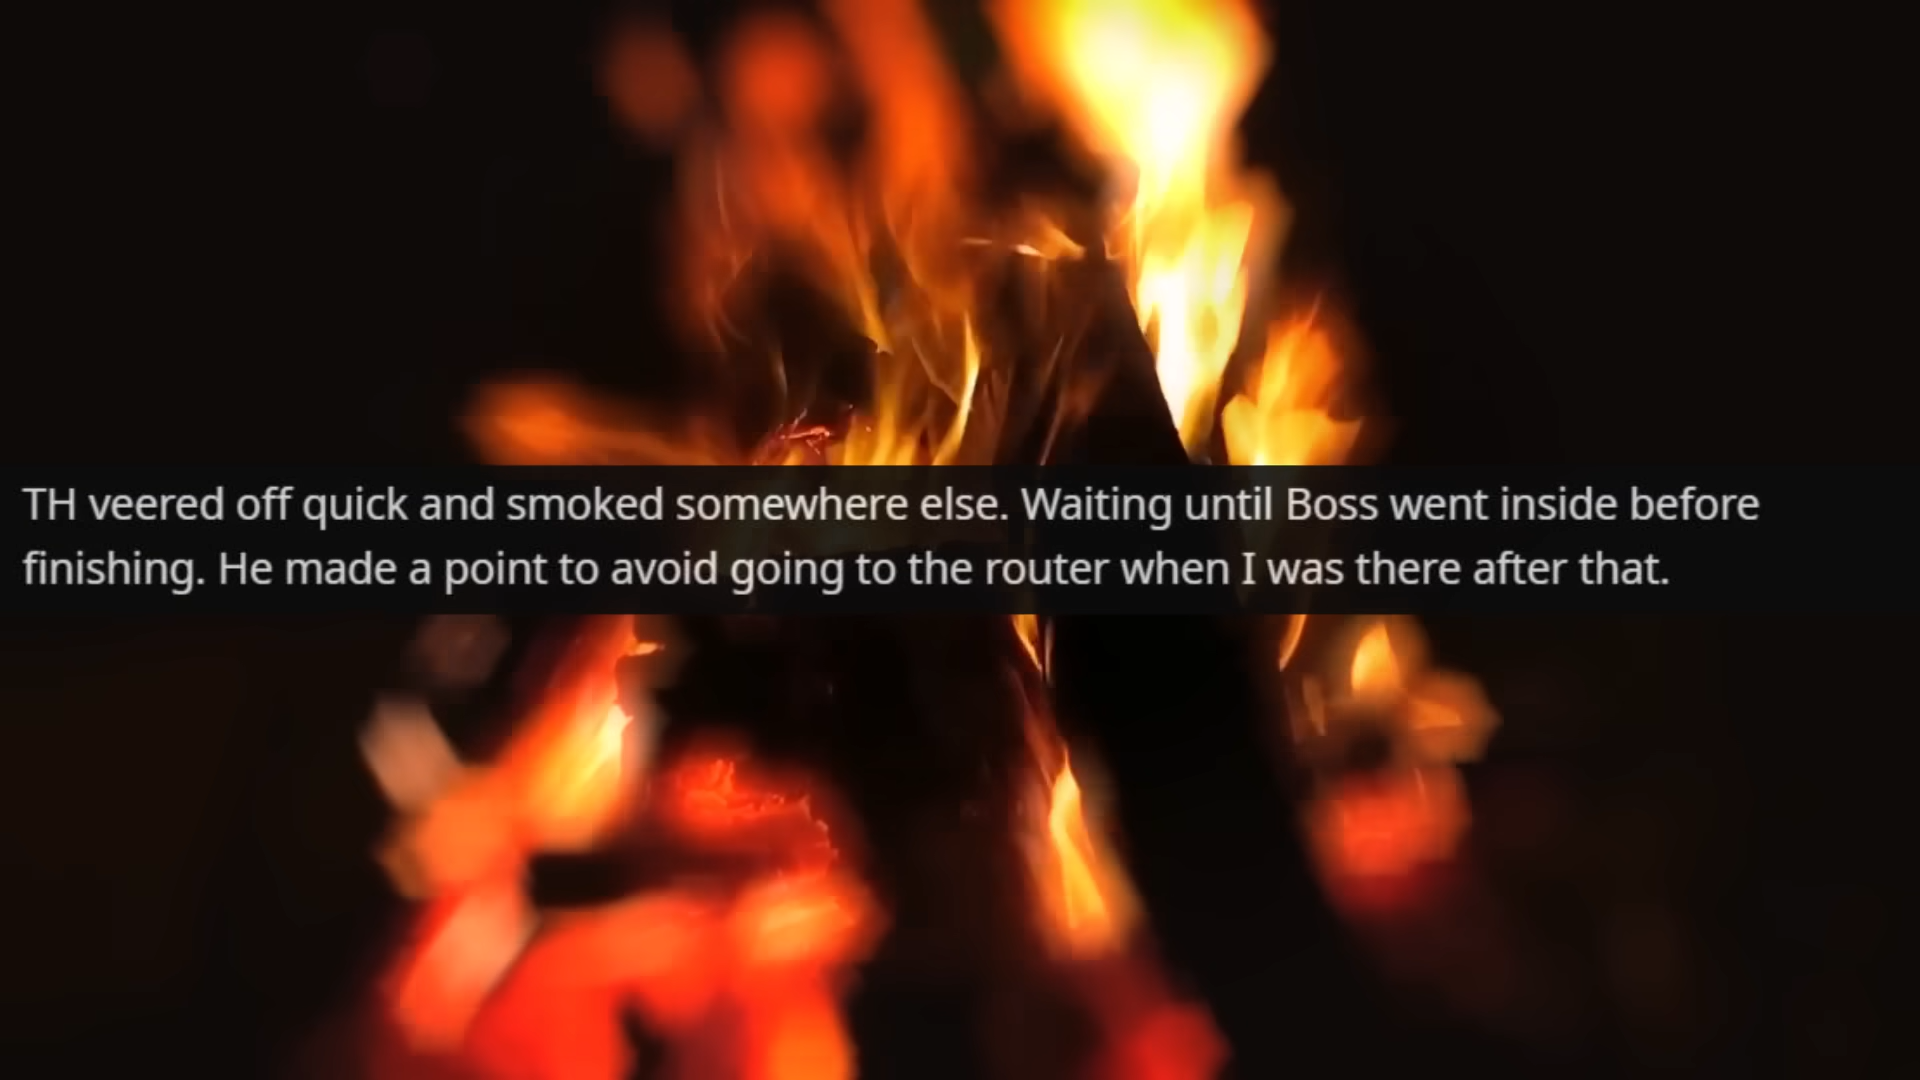 TH veered off quick and smoked somewhere else. Waiting until Boss went inside before
finishing. He made a point to avoid going to the router when I was there after that.